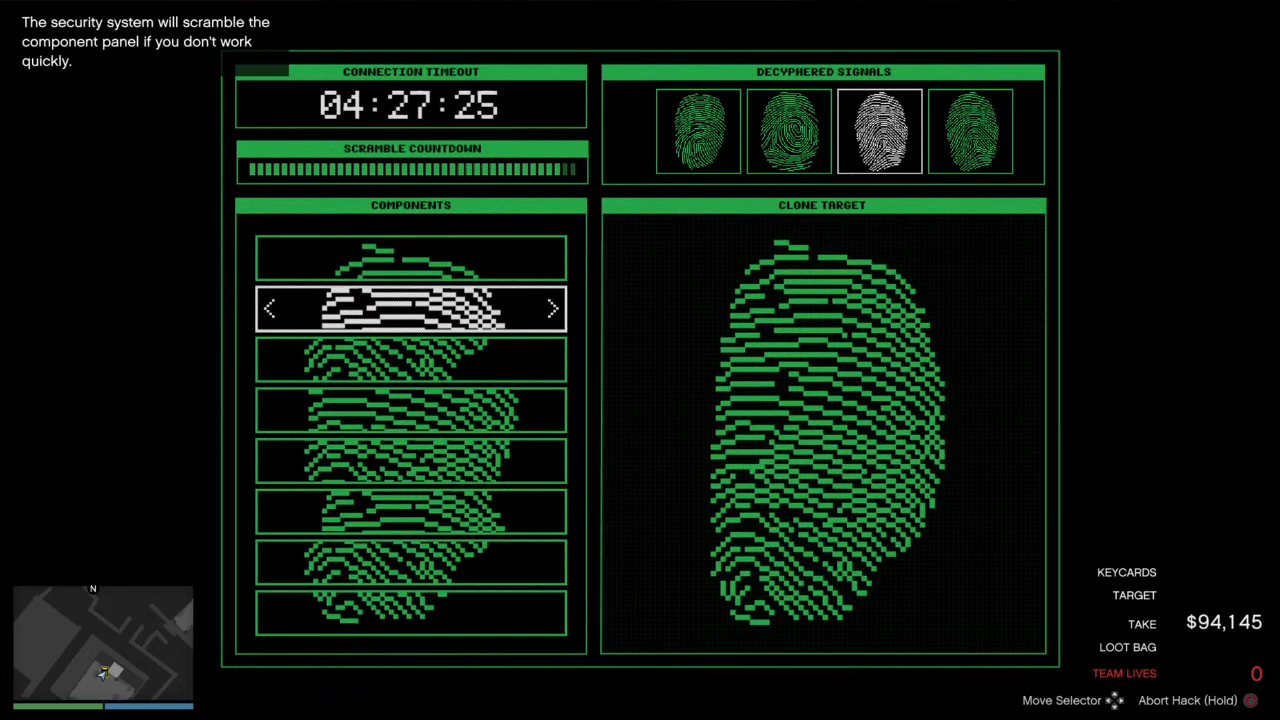 The security system will scramble the
component panel if you don't work
quickly.
CONNECTION TIMEOUT
04:27:25
SCRAMBLE COUNTDOWN
DECYPHERED SIGNALS
COMPONENTS
CLONE TARGET
N
KEYCARDS
TARGET
TAKE $94,145
LOOT BAG
TEAM LIVES 0
Move Selector Abort Hack (Hold)